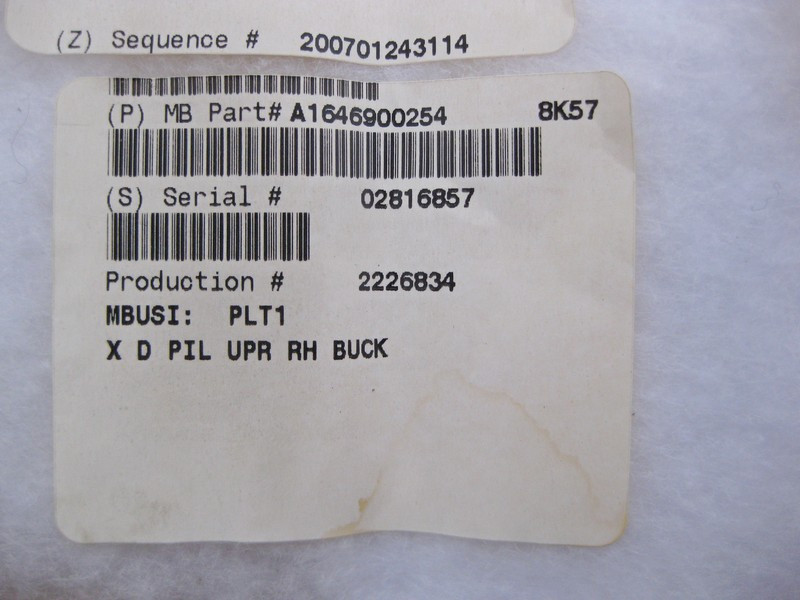 (Z) Sequence # 200701243114
(P) MB Part# A1646900254 8K57
(S) Serial # 02816857
Production # 2226834
MBUSI: PLT1
X D PIL UPR RH BUCK